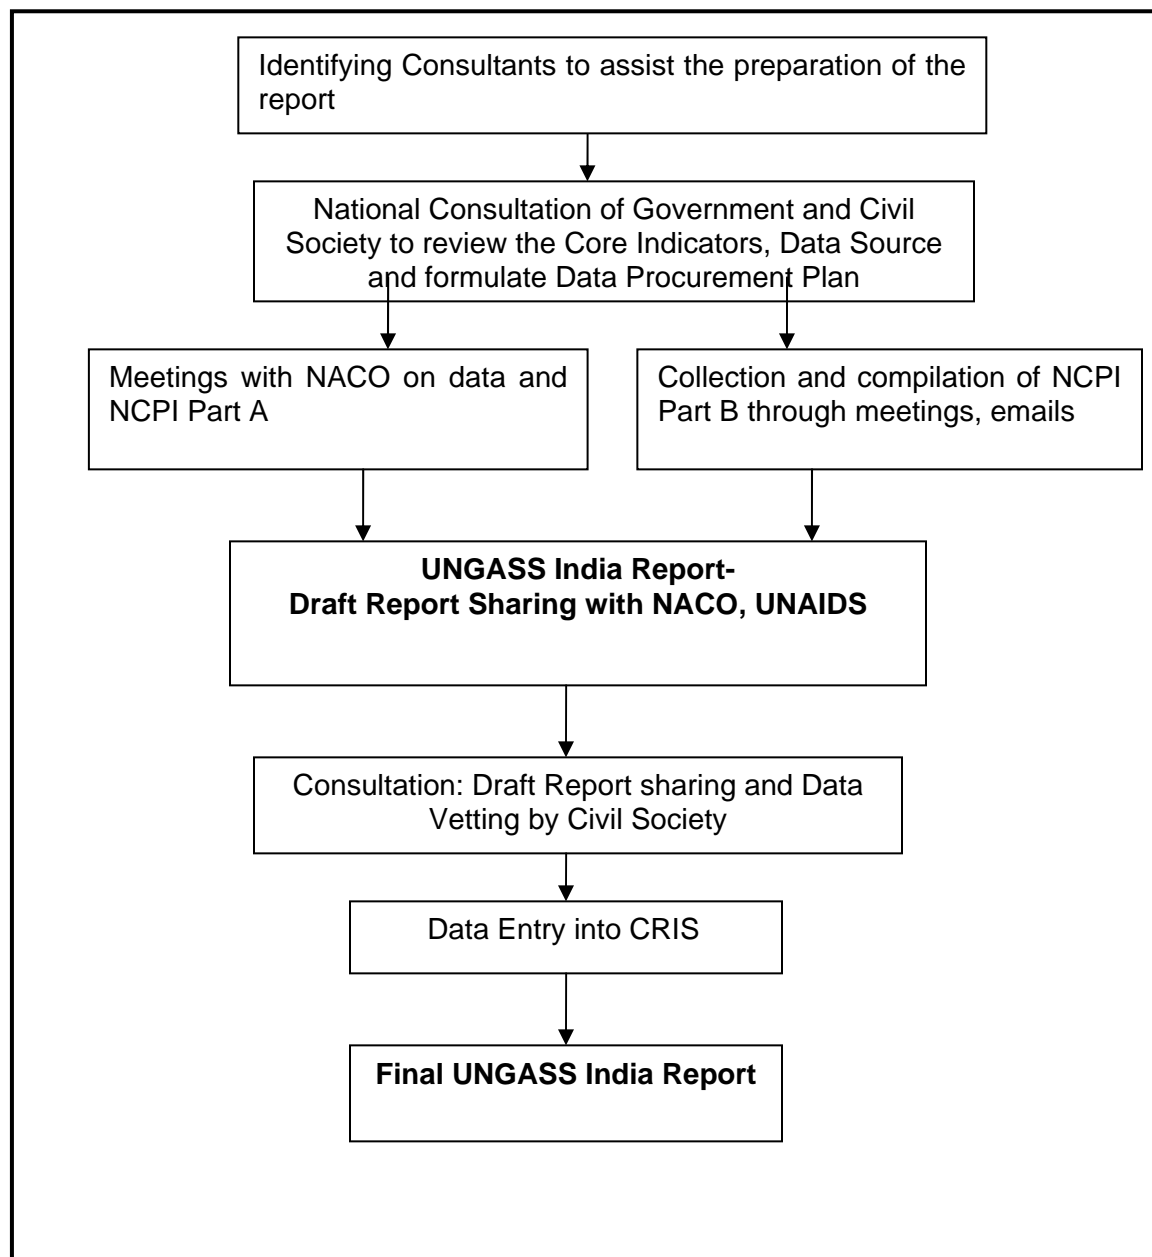 Identifying Consultants to assist the preparation of the
report
National Consultation of Government and Civil
Society to review the Core Indicators, Data Source
and formulate Data Procurement Plan
Meetings with NACO on data and
NCPI Part A
Collection and compilation of NCPI
Part B through meetings, emails
UNGASS India Report-
Draft Report Sharing with NACO, UNAIDS
Consultation: Draft Report sharing and Data
Vetting by Civil Society
Data Entry into CRIS
Final UNGASS India Report